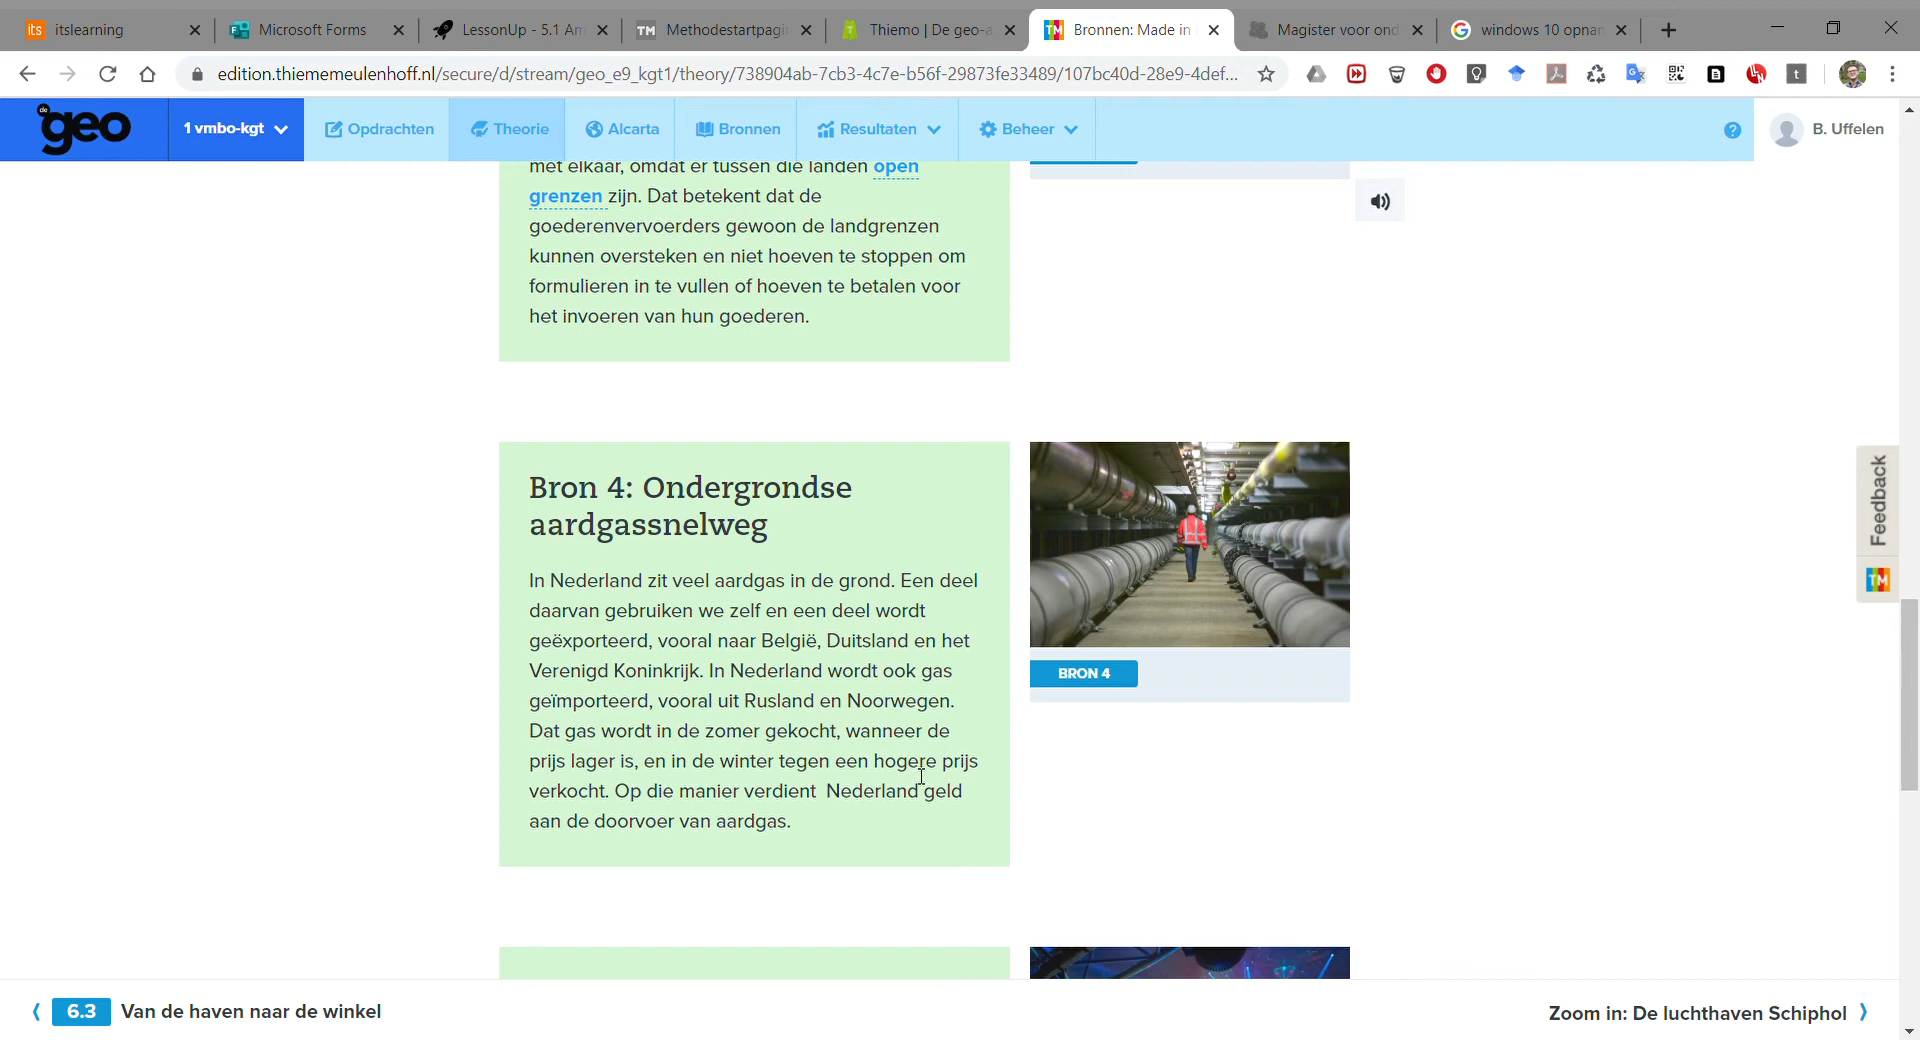 itslearning
Microsoft Forms
LessonUp - 5.1 Am
Methodestartpagi
Thiemo | De geo-a
Bronnen: Made in
Magister voor ond
windows 10 opnar
edition.thiememeulenhoff.nl/secure/d/stream/geo_e9_kgt1/theory/738904ab-7cb3-4c7e-b56f-29873fe33489/107bc40d-28e9-4def...
de geo
1 vmbo-kgt
Opdrachten
Theorie
Alcarta
Bronnen
Resultaten
Beheer
B. Uffelen
met elkaar, omdat er tussen die landen open
grenzen zijn. Dat betekent dat de
goederenvervoerders gewoon de landgrenzen
kunnen oversteken en niet hoeven te stoppen om
formulieren in te vullen of hoeven te betalen voor
het invoeren van hun goederen.
Bron 4: Ondergrondse
aardgassnelweg
In Nederland zit veel aardgas in de grond. Een deel
daarvan gebruiken we zelf en een deel wordt
geëxporteerd, vooral naar België, Duitsland en het
Verenigd Koninkrijk. In Nederland wordt ook gas
geïmporteerd, vooral uit Rusland en Noorwegen.
Dat gas wordt in de zomer gekocht, wanneer de
prijs lager is, en in de winter tegen een hogere prijs
verkocht. Op die manier verdient Nederland geld
aan de doorvoer van aardgas.
BRON 4
Feedback
TM
6.3 Van de haven naar de winkel
Zoom in: De luchthaven Schiphol